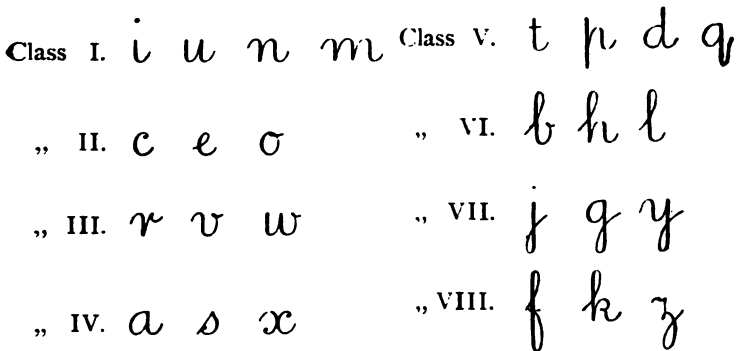 Class I. i u n m
„ II. c e o
„ III. r v w
„ IV. a s x
Class V. t p d q
„ VI. b h l
„ VII. j g y
„ VIII. f k z